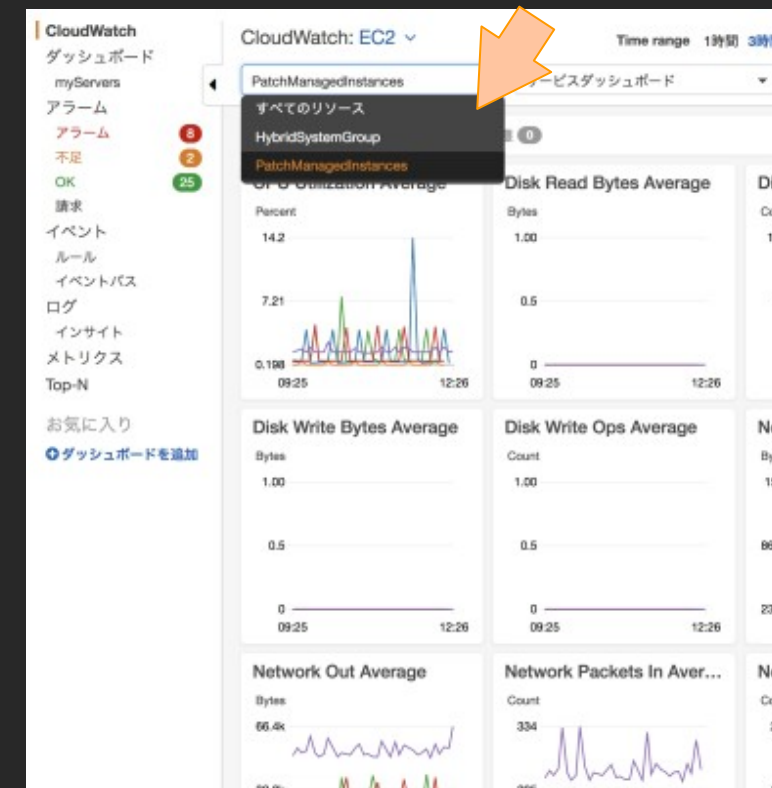 CloudWatch
ダッシュボード
myServers
アラーム
アラーム 8
不足 2
OK 25
請求
イベント
ルール
イベントバス
ログ
インサイト
メトリクス
Top-N
お気に入り
ダッシュボードを追加
CloudWatch: EC2
Time range 1時間 3時
PatchManagedInstances
ービスダッシュボード
すべてのリソース
HybridSystemGroup
PatchManagedInstances
0
CPU Utilization Average
Percent
14.2
7.21
0.198
09:25 12:26
Disk Read Bytes Average
Bytes
1.00
0.5
0
09:25 12:26
Disk Write Bytes Average
Bytes
1.00
0.5
0
09:25 12:26
Disk Write Ops Average
Count
1.00
0.5
0
09:25 12:26
Network Out Average
Bytes
66.4k
Network Packets In Aver...
Count
334